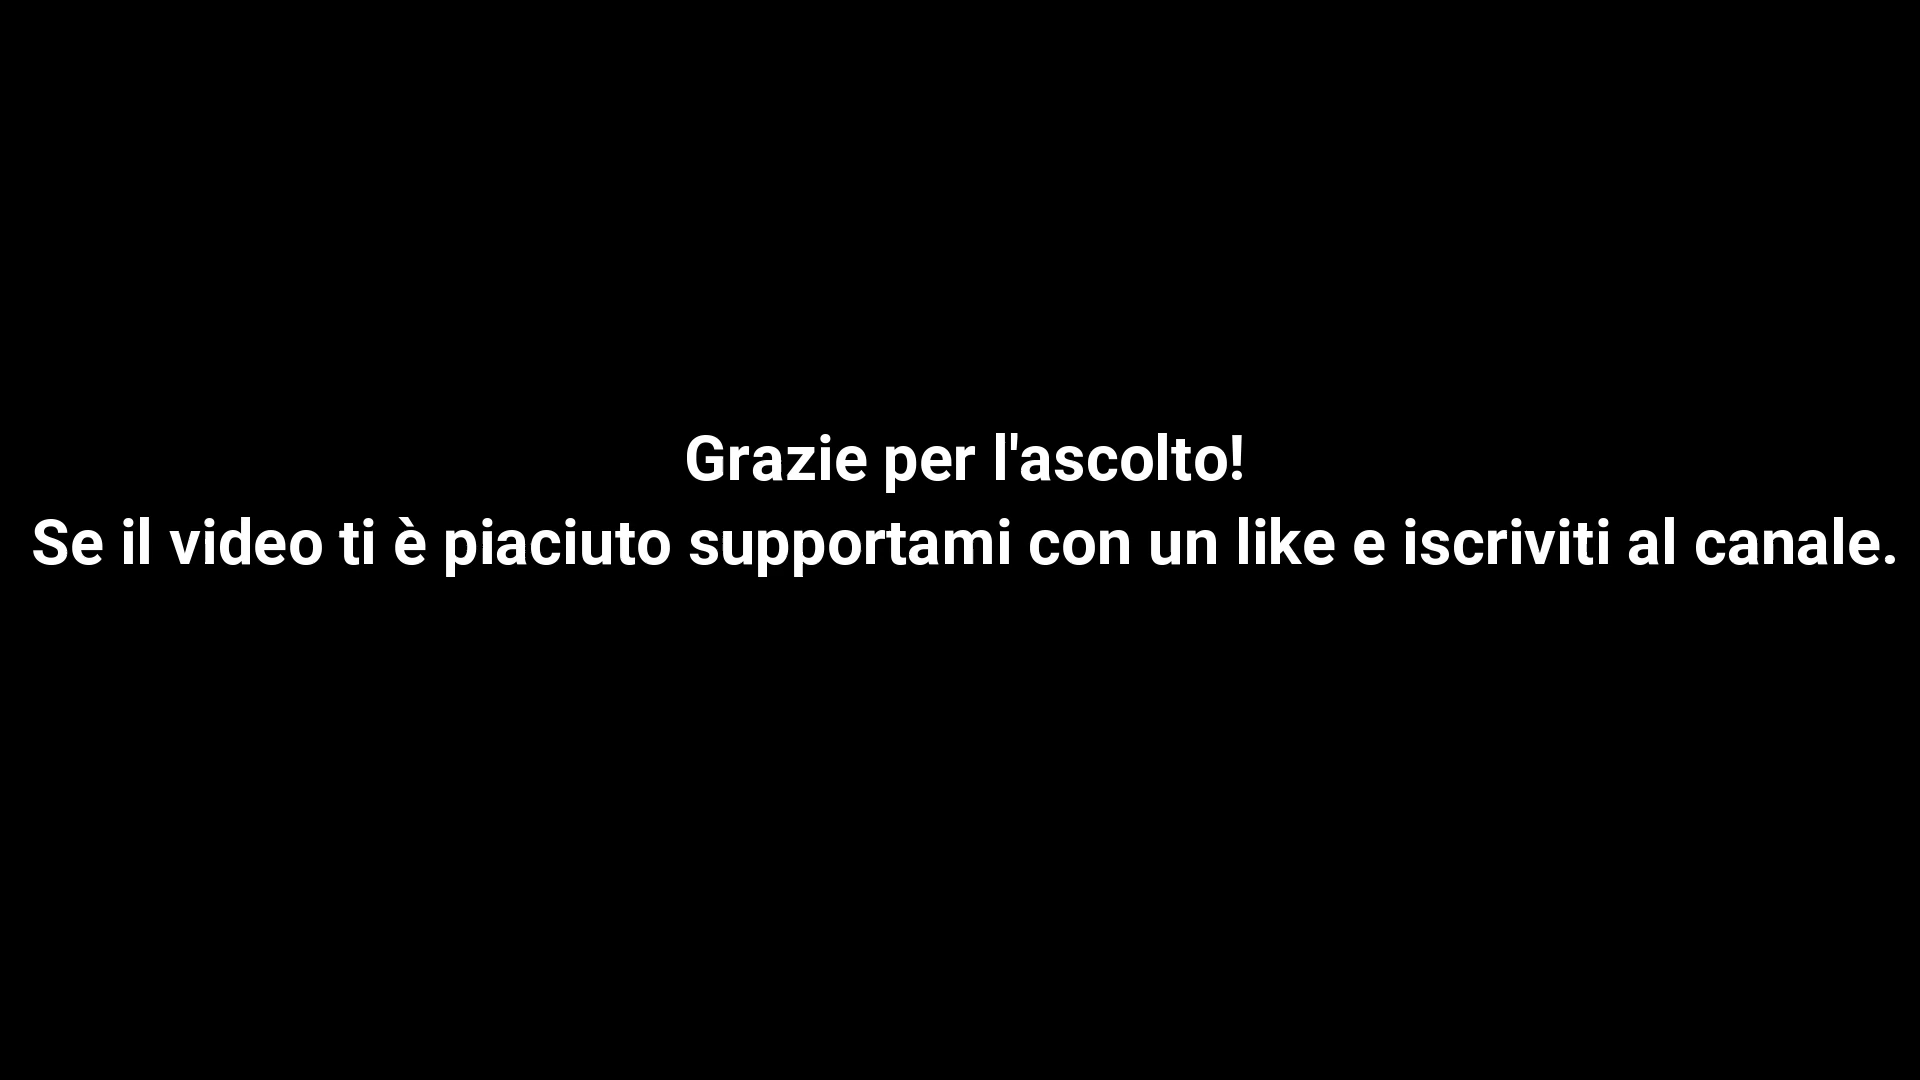 Grazie per l'ascolto!
Se il video ti è piaciuto supportami con un like e iscriviti al canale.